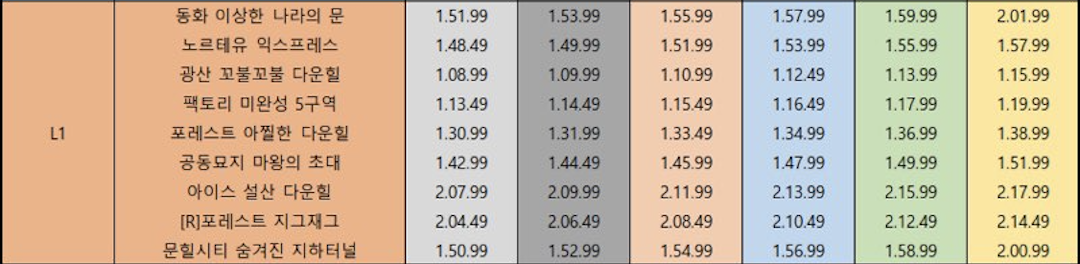 동화 이상한 나라의 문 1.51.99 1.53.99 1.55.99 1.57.99 1.59.99 2.01.99
노르테유 익스프레스 1.48.49 1.49.99 1.51.99 1.53.99 1.55.99 1.57.99
광산 꼬불꼬불 다운힐 1.08.99 1.09.99 1.10.99 1.12.49 1.13.99 1.15.99
팩토리 미완성 5구역 1.13.49 1.14.49 1.15.49 1.16.49 1.17.99 1.19.99
L1 포레스트 아찔한 다운힐 1.30.99 1.31.99 1.33.49 1.34.99 1.36.99 1.38.99
공동묘지 마왕의 초대 1.42.99 1.44.49 1.45.99 1.47.99 1.49.99 1.51.99
아이스 설산 다운힐 2.07.99 2.09.99 2.11.99 2.13.99 2.15.99 2.17.99
[R]포레스트 지그재그 2.04.49 2.06.49 2.08.49 2.10.49 2.12.49 2.14.49
문힐시티 숨겨진 지하터널 1.50.99 1.52.99 1.54.99 1.56.99 1.58.99 2.00.99